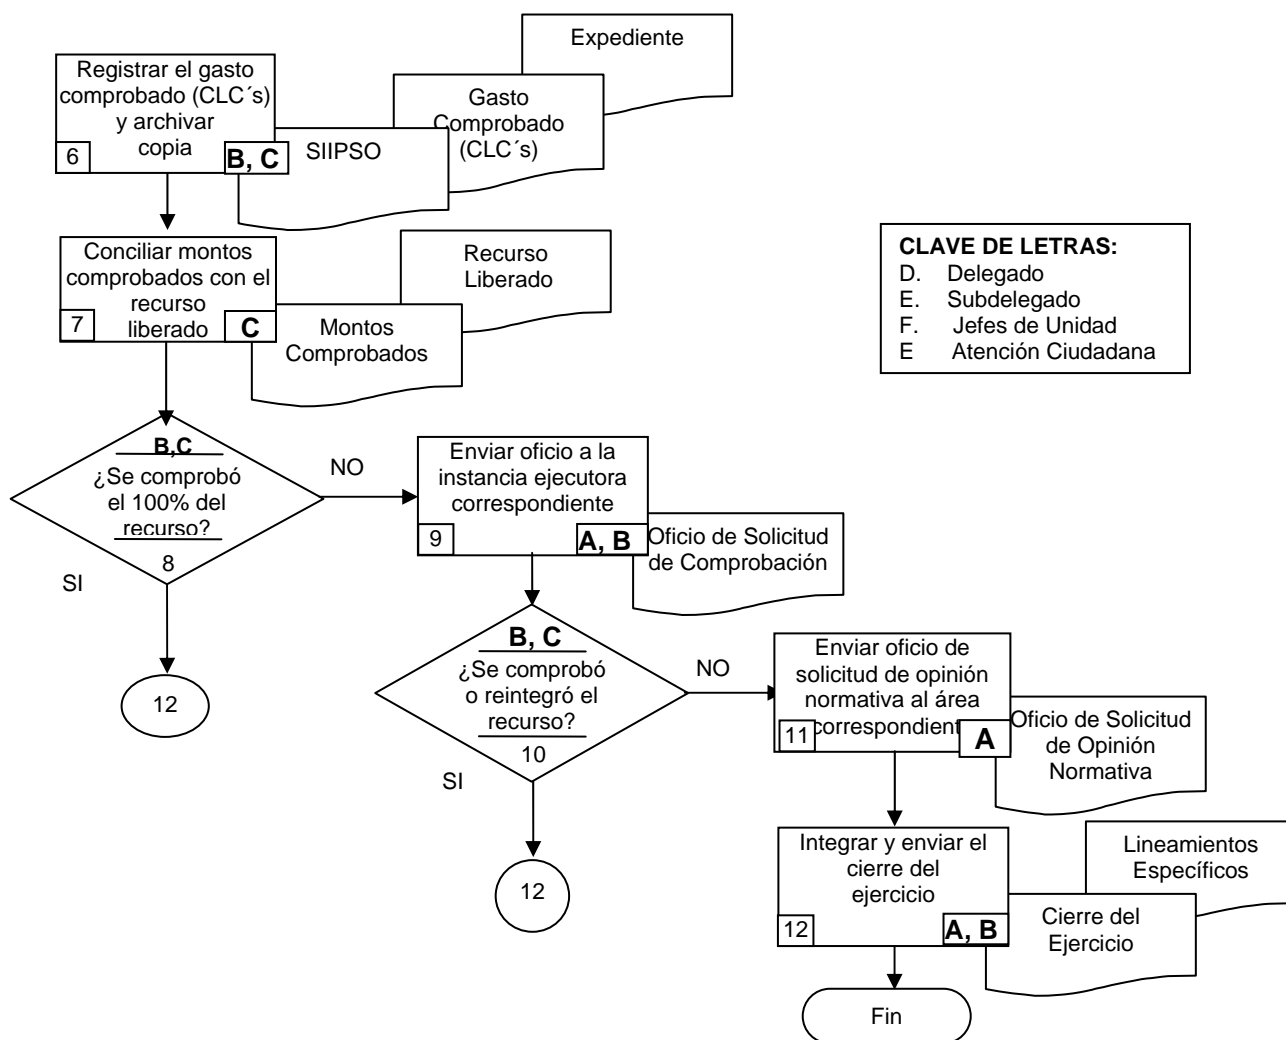 Expediente
Registrar el gasto
comprobado (CLC´s)
y archivar
copia
6
B, C
SIIPSO
Gasto
Comprobado
(CLC´s)
Conciliar montos
comprobados con el
recurso
liberado
7
C
Montos
Comprobados
Recurso
Liberado
CLAVE DE LETRAS:
D. Delegado
E. Subdelegado
F. Jefes de Unidad
E Atención Ciudadana
B,C
¿Se comprobó
el 100% del
recurso?
8
NO
SI
12
Enviar oficio a la
instancia ejecutora
correspondiente
9
A, B
Oficio de Solicitud
de Comprobación
B, C
¿Se comprobó
o reintegró el
recurso?
10
NO
SI
12
Enviar oficio de
solicitud de opinión
normativa al área
correspondient
11
A
Oficio de Solicitud
de Opinión
Normativa
Integrar y enviar el
cierre del
ejercicio
12
A, B
Cierre del
Ejercicio
Lineamientos
Específicos
Fin